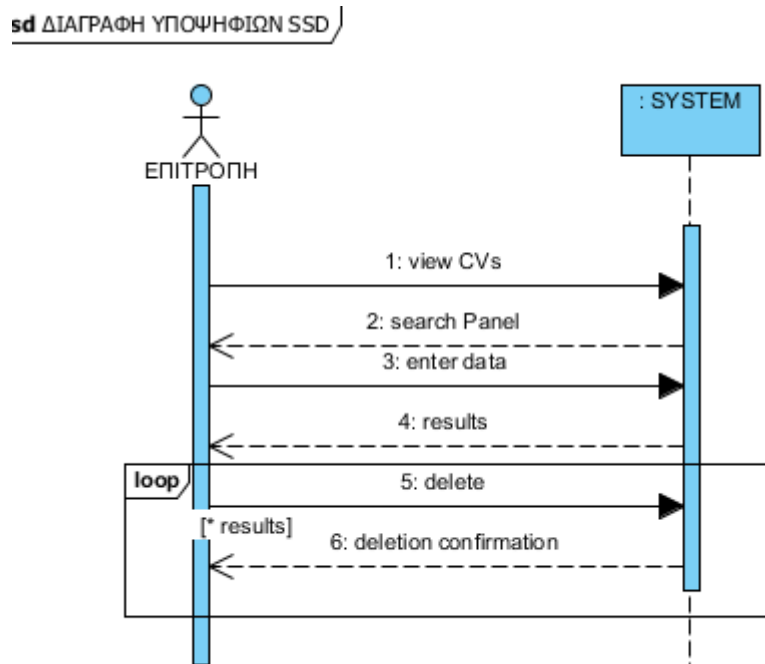 sd ΔΙΑΓΡΑΦΗ ΥΠΟΨΗΦΙΩΝ SSD
: SYSTEM
ΕΠΙΤΡΟΠΗ
1: view CVs
2: search Panel
3: enter data
4: results
loop
5: delete
[* results]
6: deletion confirmation